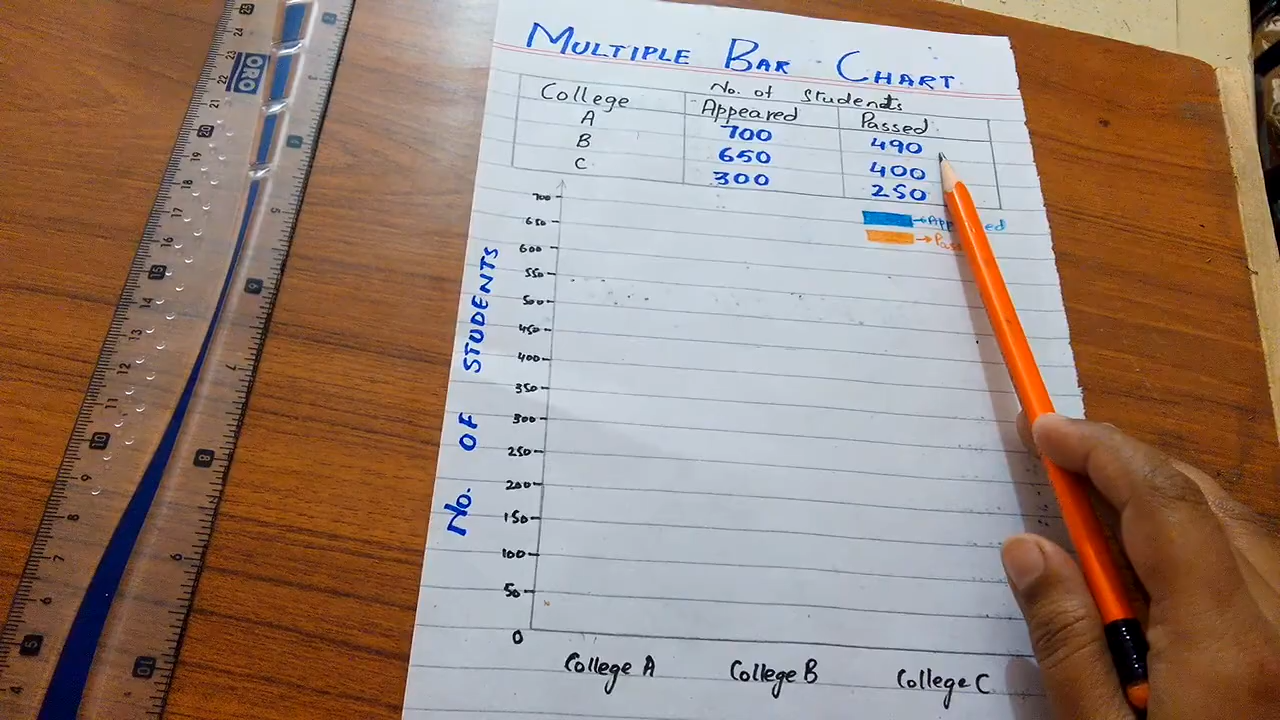 MULTIPLE BAR CHART
College No. of Students
Appeared Passed
A 700 490
B 650 400
C 300 250
Appeared
700
650
600
550
500
450
400
350
300
250
200
150
100
50
0
No. OF STUDENTS
College A College B College C
ORO